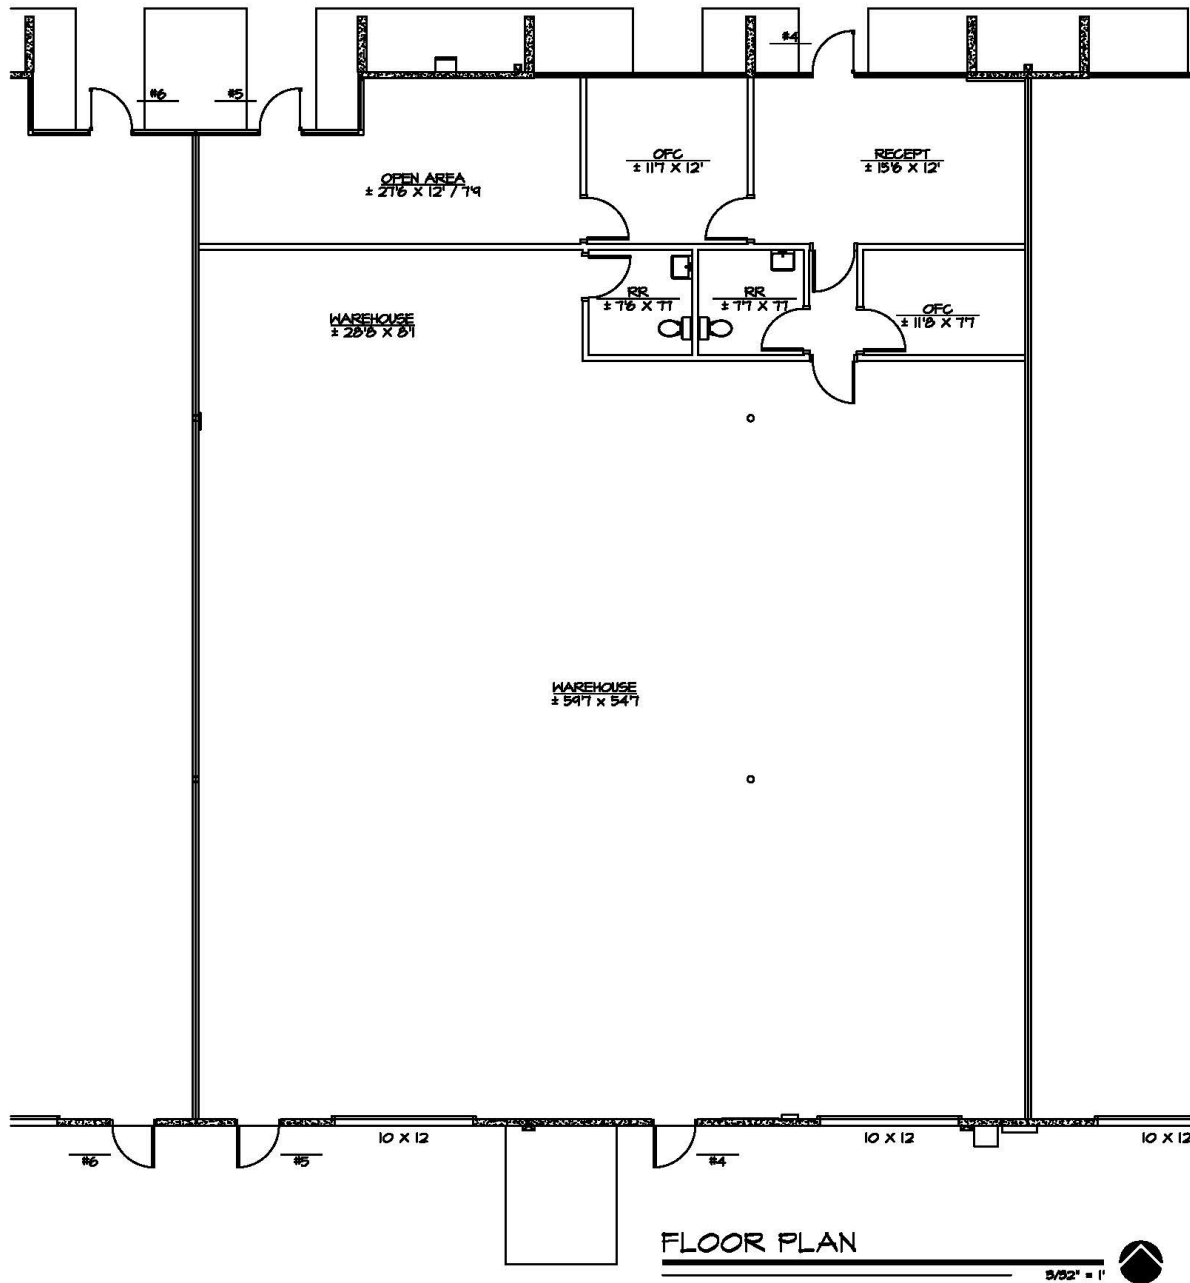 #4
#6
#5
OFC
± 11'7 X 12'
RECEPT
± 15'6 X 12'
OPEN AREA
± 27'6 X 12' / 7'9
RR
± 7'6 X 7'7
RR
± 7'7 X 7'7
OFC
± 11'8 X 7'7
WAREHOUSE
± 28'8 X 8'1
WAREHOUSE
± 59'7 X 54'7
10 X 12
10 X 12
10 X 12
#6
#5
#4
FLOOR PLAN
3/32" = 1'